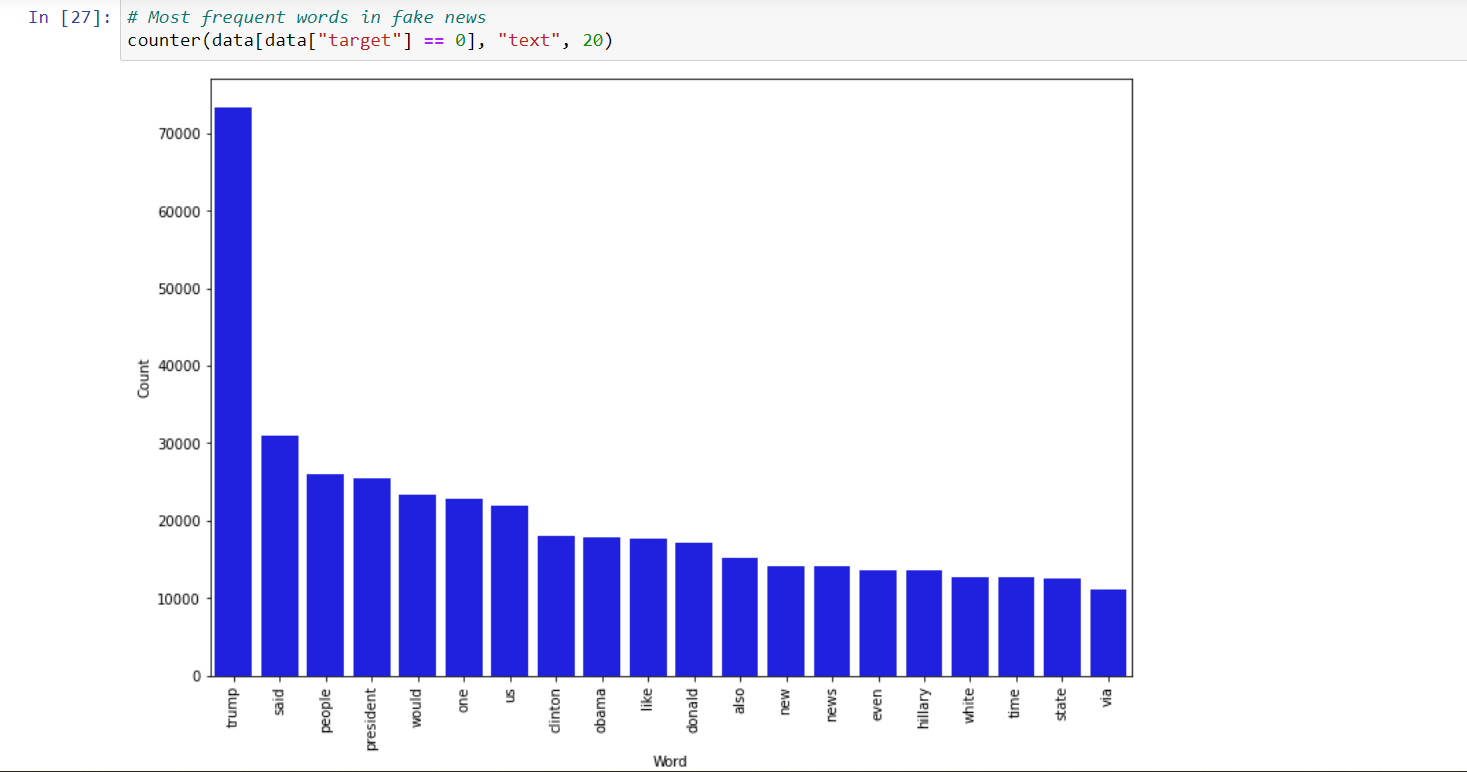 In [27]: # Most frequent words in fake news
counter(data[data["target"] == 0], "text", 20)
70000
60000
50000
40000
30000
20000
10000
0
Count
trump
said
people
president
would
one
us
clinton
obama
like
donald
also
new
news
even
hillary
white
time
state
via
Word